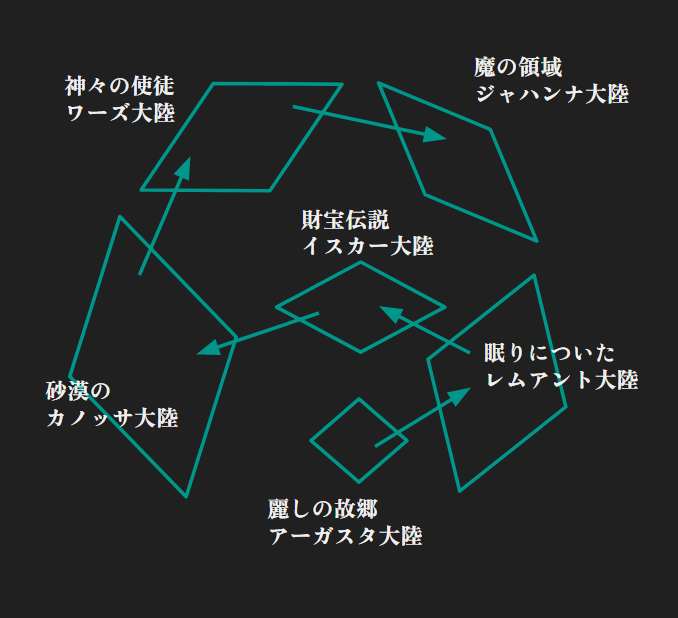 神々の使徒
ワーズ大陸
魔の領域
ジャハンナ大陸
財宝伝説
イスカー大陸
眠りについた
レムアント大陸
砂漠の
カノッサ大陸
麗しの故郷
アーガスタ大陸